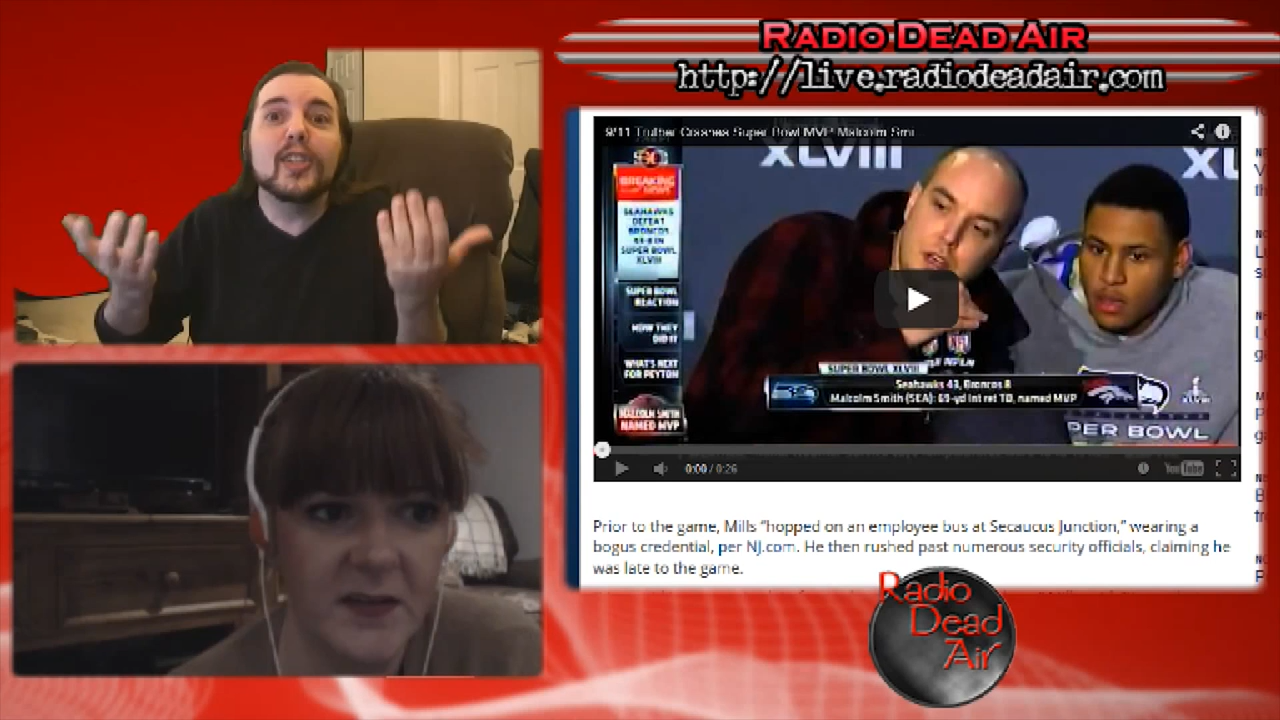 Radio Dead Air
http://live.radiodeadair.com
9/11 Truther Crashes Super Bowl MVP Malcolm Smi
XLVIII
XL
BREAKING
NEWS
SEAHAWKS
DEFEAT
BRONCOS
43-8 IN
SUPER BOWL
XLVIII
SUPER BOWL
REACTION
HOW THEY
DID IT
WHAT'S NEXT
FOR PEYTON
MALCOLM SMITH
NAMED MVP
NFL
SUPER BOWL XLVIII
Seahawks 43, Broncos 8
Malcolm Smith (SEA): 69-yd int ret TD, named MVP
PER BOWL
0:00 / 0:26
YouTube
Prior to the game, Mills “hopped on an employee bus at Secaucus Junction,” wearing a
bogus credential, per NJ.com. He then rushed past numerous security officials, claiming he
was late to the game.
Radio
Dead
Air